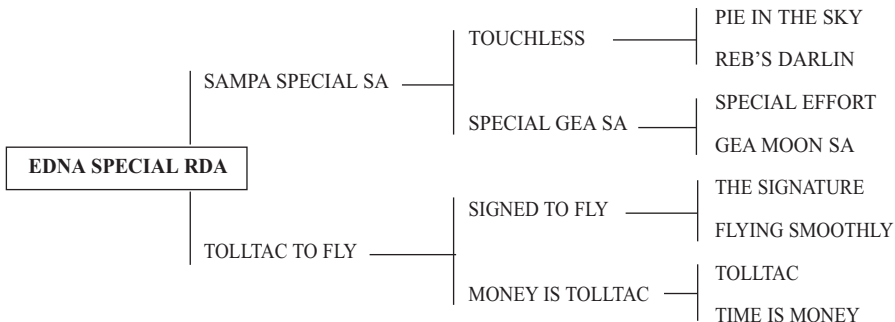 PIE IN THE SKY
TOUCHLESS
REB'S DARLIN
SAMPA SPECIAL SA
SPECIAL EFFORT
SPECIAL GEA SA
GEA MOON SA
EDNA SPECIAL RDA
THE SIGNATURE
SIGNED TO FLY
FLYING SMOOTHLY
TOLLTAC TO FLY
TOLLTAC
MONEY IS TOLLTAC
TIME IS MONEY